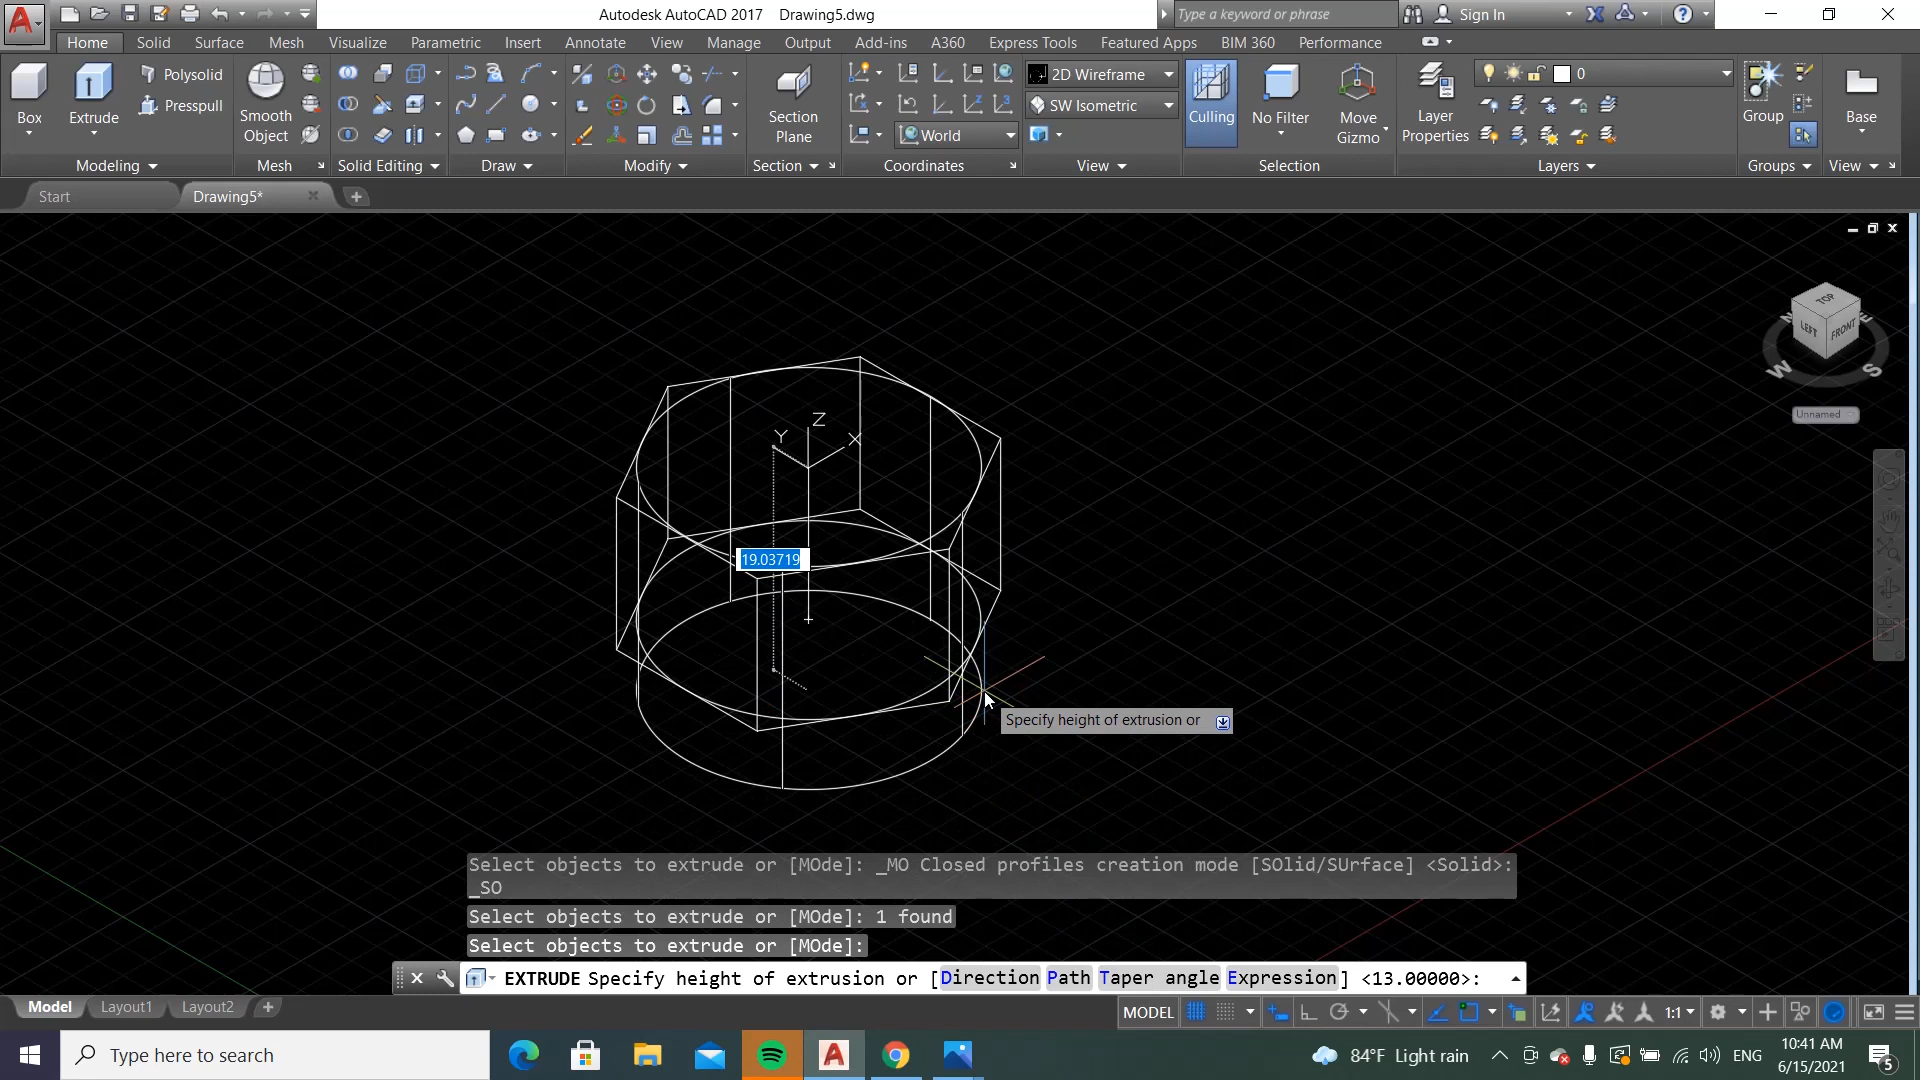 Autodesk AutoCAD 2017 Drawing5.dwg
Type a keyword or phrase
Sign In
Home Solid Surface Mesh Visualize Parametric Insert Annotate View Manage Output Add-ins A360 Express Tools Featured Apps BIM 360 Performance
Box
Extrude
Polysolid
Presspull
Modeling
Smooth
Object
Mesh
Solid Editing
Draw
Modify
Section
Plane
Section
World
Coordinates
2D Wireframe
SW Isometric
View
Culling
No Filter
Move
Gizmo
Selection
Layer
Properties
0
Layers
Group
Groups
Base
View
Start
Drawing5*
TOP
LEFT
FRONT
W
S
Unnamed
Z
Y
X
19.03719
Specify height of extrusion or
Select objects to extrude or [MOde]: _MO Closed profiles creation mode [SOlid/SUrface] <Solid>:
_SO
Select objects to extrude or [MOde]: 1 found
Select objects to extrude or [MOde]:
EXTRUDE Specify height of extrusion or [Direction Path Taper angle Expression] <13.00000>:
Model Layout1 Layout2
MODEL
1:1
Type here to search
84°F Light rain
ENG
10:41 AM
6/15/2021
5